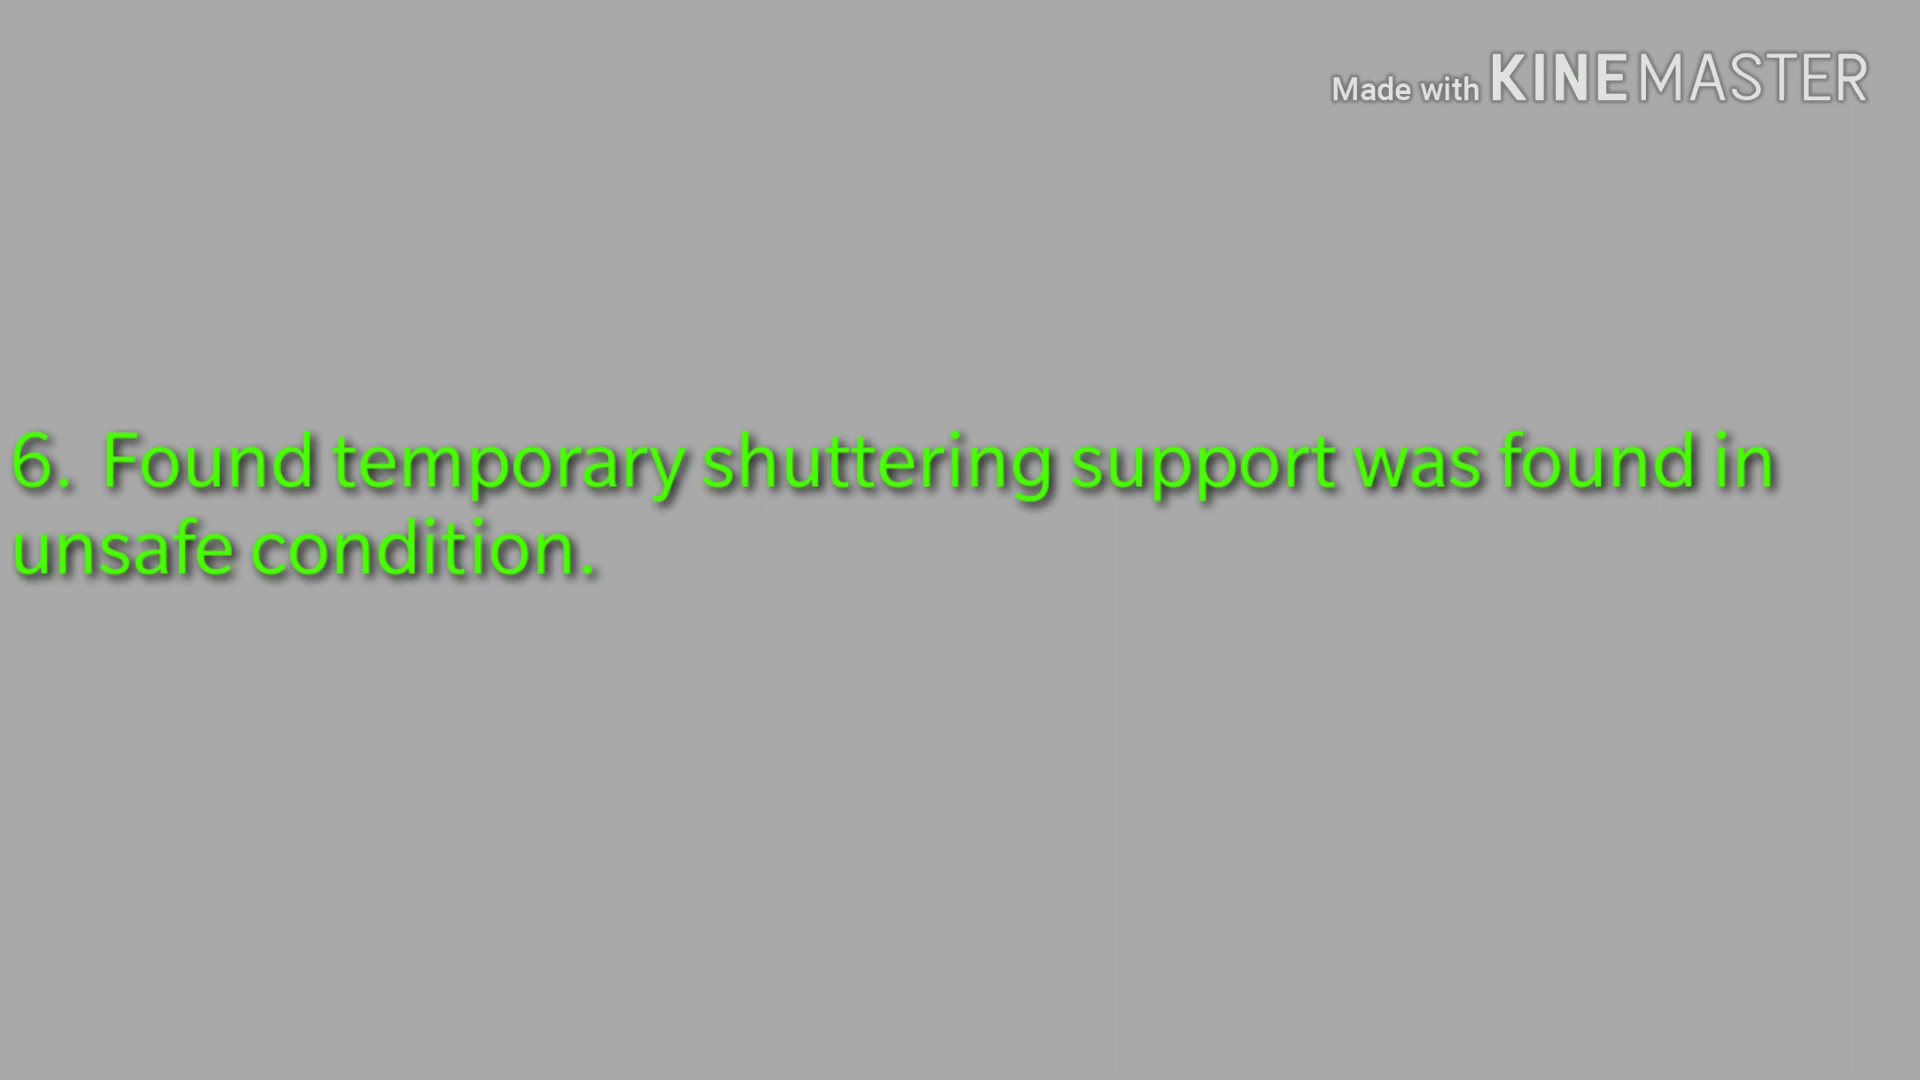 Made with KINEMASTER
6. Found temporary shuttering support was found in
unsafe condition.